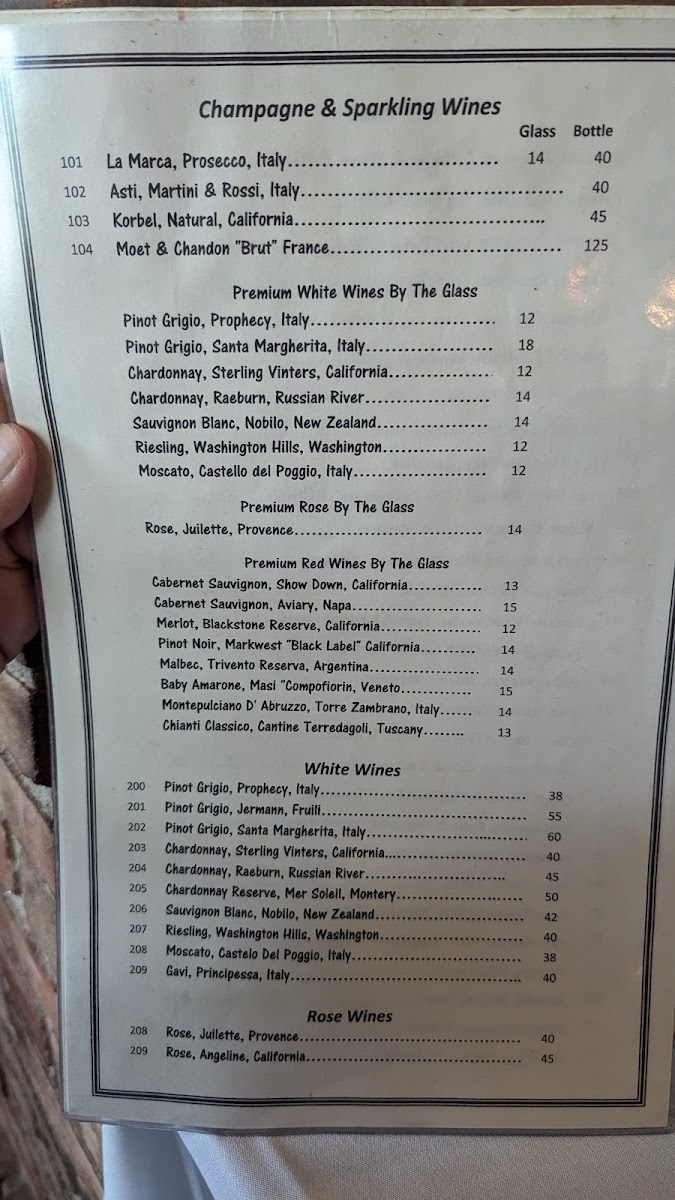 Champagne & Sparkling Wines
Glass Bottle
101 La Marca, Prosecco, Italy 14 40
102 Asti, Martini & Rossi, Italy 40
103 Korbel, Natural, California 45
104 Moet & Chandon "Brut" France 125
Premium White Wines By The Glass
Pinot Grigio, Prophecy, Italy 12
Pinot Grigio, Santa Margherita, Italy 18
Chardonnay, Sterling Vinters, California 12
Chardonnay, Raeburn, Russian River 14
Sauvignon Blanc, Nobilo, New Zealand 14
Riesling, Washington Hills, Washington 12
Moscato, Castello del Poggio, Italy 12
Premium Rose By The Glass
Rose, Juilette, Provence 14
Premium Red Wines By The Glass
Cabernet Sauvignon, Show Down, California 13
Cabernet Sauvignon, Aviary, Napa 15
Merlot, Blackstone Reserve, California 12
Pinot Noir, Markwest "Black Label" California 14
Malbec, Trivento Reserva, Argentina 14
Baby Amarone, Masi "Compofiorin, Veneto 15
Montepulciano D' Abruzzo, Torre Zambrano, Italy 14
Chianti Classico, Cantine Terredagoli, Tuscany 13
White Wines
200 Pinot Grigio, Prophecy, Italy 38
201 Pinot Grigio, Jermann, Fruili 55
202 Pinot Grigio, Santa Margherita, Italy 60
203 Chardonnay, Sterling Vinters, California 40
204 Chardonnay, Raeburn, Russian River 45
205 Chardonnay Reserve, Mer Soleil, Montery 50
206 Sauvignon Blanc, Nobilo, New Zealand 42
207 Riesling, Washington Hills, Washington 40
208 Moscato, Castelo Del Poggio, Italy 38
209 Gavi, Principessa, Italy 40
Rose Wines
208 Rose, Juilette, Provence 40
209 Rose, Angeline, California 45